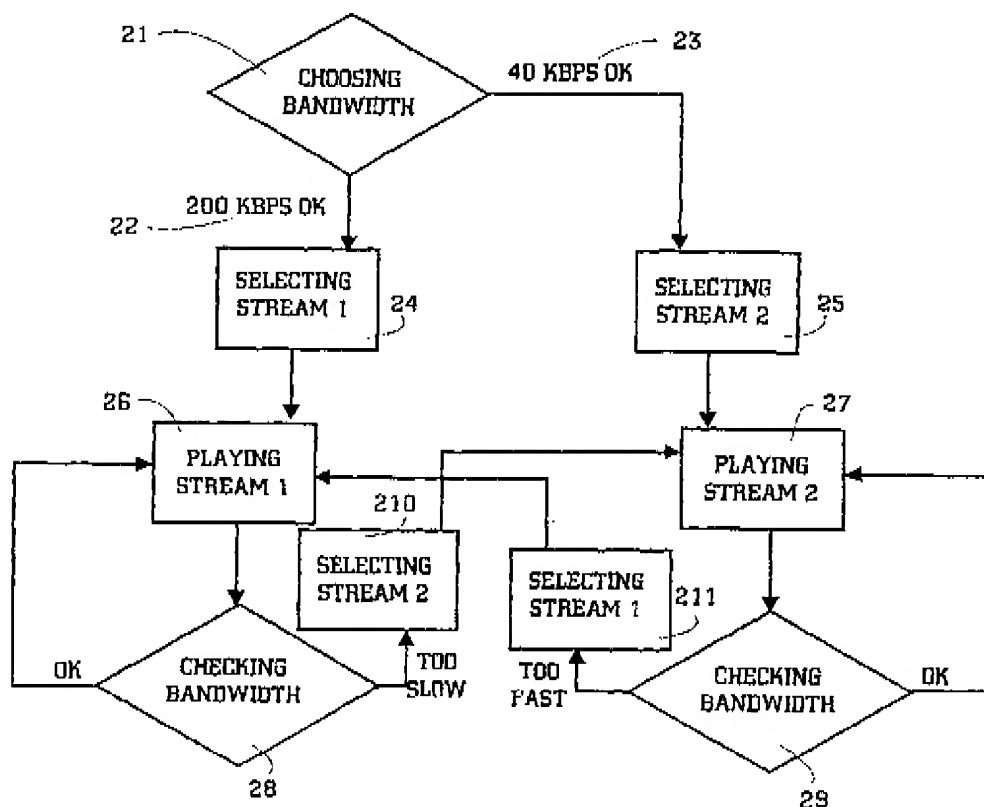 21
CHOOSING
BANDWIDTH
40 KBPS OK
23
200 KBPS OK
22
SELECTING
STREAM 1
24
SELECTING
STREAM 2
25
26
PLAYING
STREAM 1
27
PLAYING
STREAM 2
210
SELECTING
STREAM 2
SELECTING
STREAM 1
211
OK
CHECKING
BANDWIDTH
TOO
SLOW
28
TOO
FAST
CHECKING
BANDWIDTH
OK
29